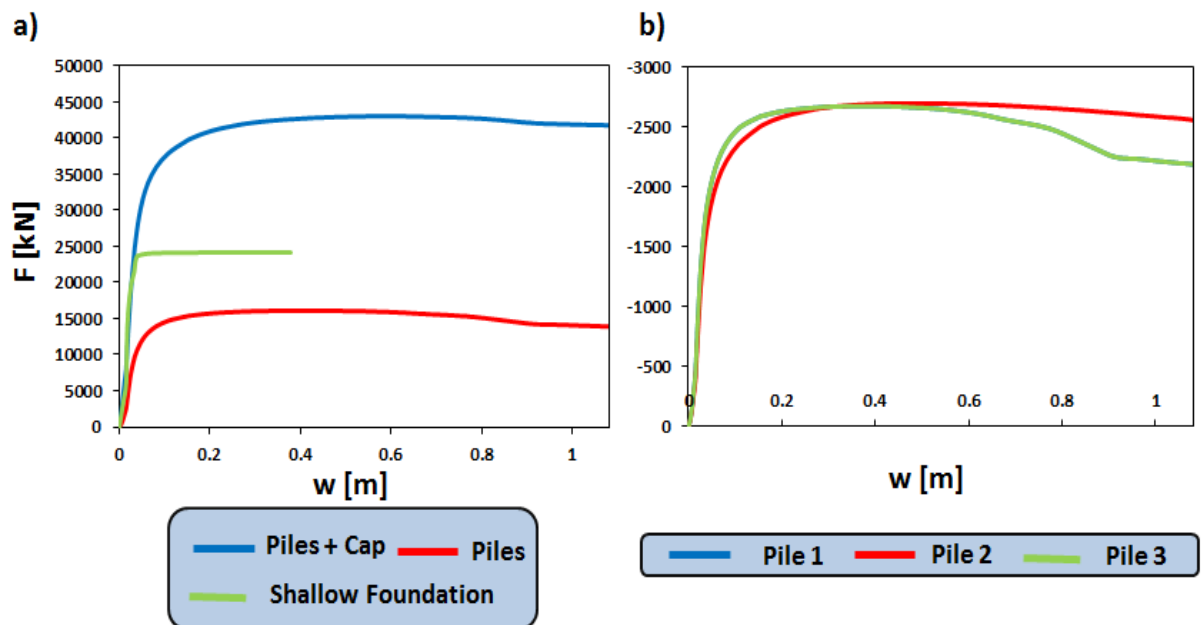 a)
F [kN]
50000
45000
40000
35000
30000
25000
20000
15000
10000
5000
0
0 0.2 0.4 0.6 0.8 1
w [m]
Piles + Cap Piles
Shallow Foundation
b)
-3000
-2500
-2000
-1500
-1000
-500
0
0 0.2 0.4 0.6 0.8 1
w [m]
Pile 1 Pile 2 Pile 3